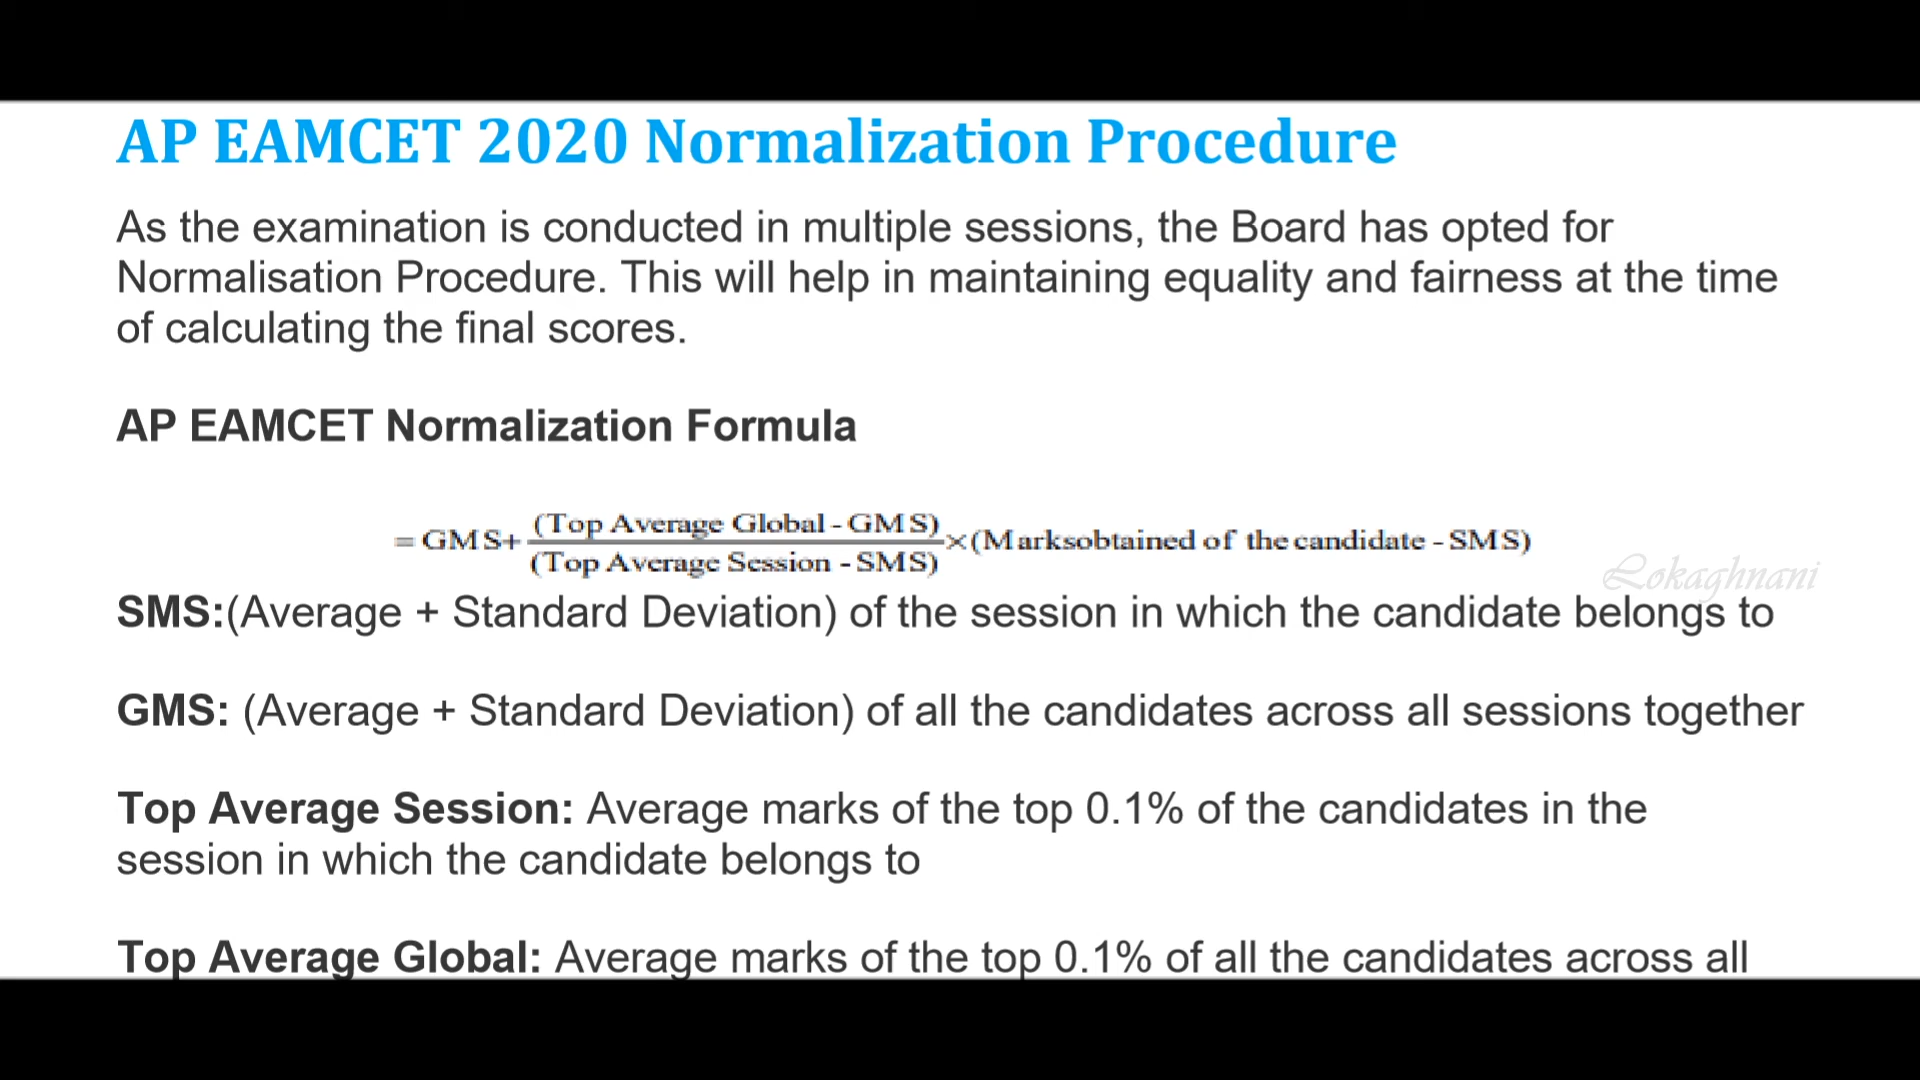 AP EAMCET 2020 Normalization Procedure
As the examination is conducted in multiple sessions, the Board has opted for
Normalisation Procedure. This will help in maintaining equality and fairness at the time
of calculating the final scores.
AP EAMCET Normalization Formula
= GMS+ (Top Average Global - GMS) / (Top Average Session - SMS) ×(Marksobtained of the candidate - SMS)
Lokaghnani
SMS:(Average + Standard Deviation) of the session in which the candidate belongs to
GMS: (Average + Standard Deviation) of all the candidates across all sessions together
Top Average Session: Average marks of the top 0.1% of the candidates in the
session in which the candidate belongs to
Top Average Global: Average marks of the top 0.1% of all the candidates across all